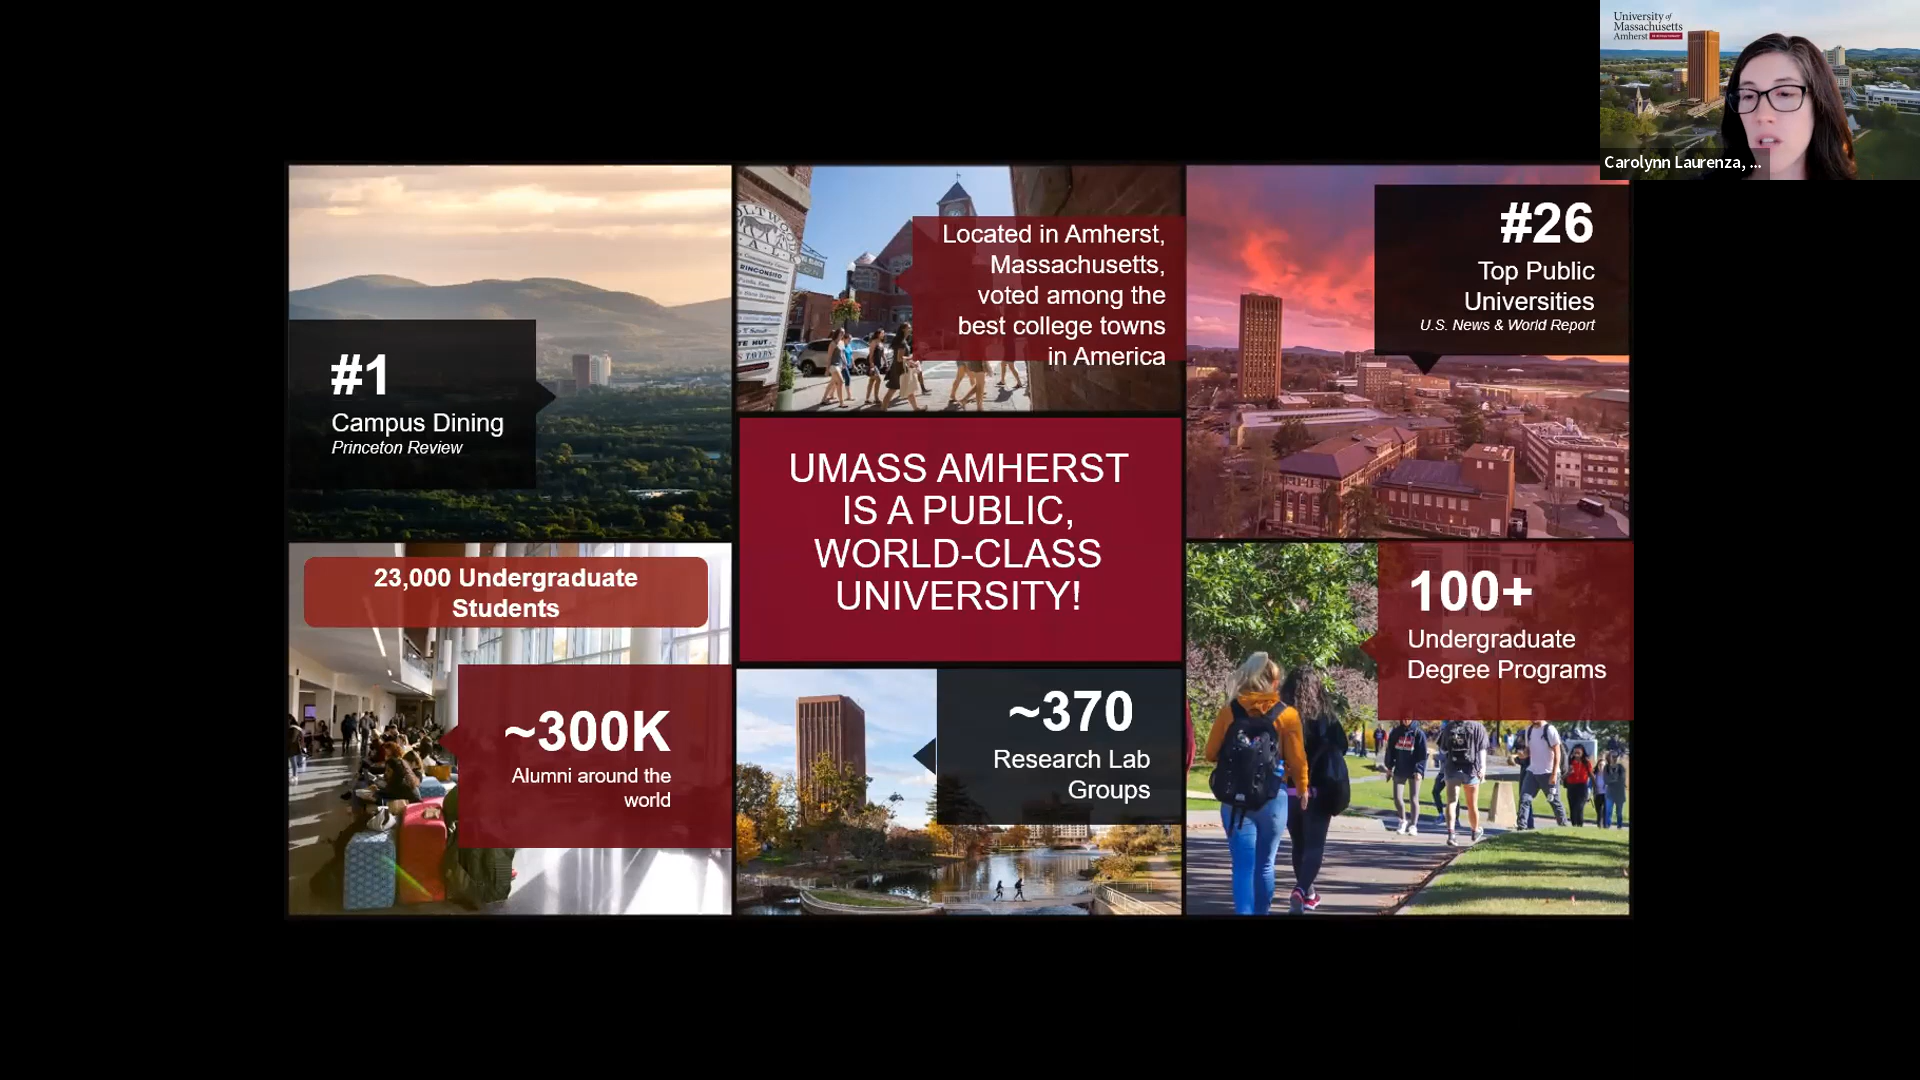 University of
Massachusetts
Amherst
Carolynn Laurenza, ...
#1
Campus Dining
Princeton Review
Located in Amherst,
Massachusetts,
voted among the
best college towns
in America
#26
Top Public
Universities
U.S. News & World Report
UMASS AMHERST
IS A PUBLIC,
WORLD-CLASS
UNIVERSITY!
23,000 Undergraduate
Students
~300K
Alumni around the
world
~370
Research Lab
Groups
100+
Undergraduate
Degree Programs